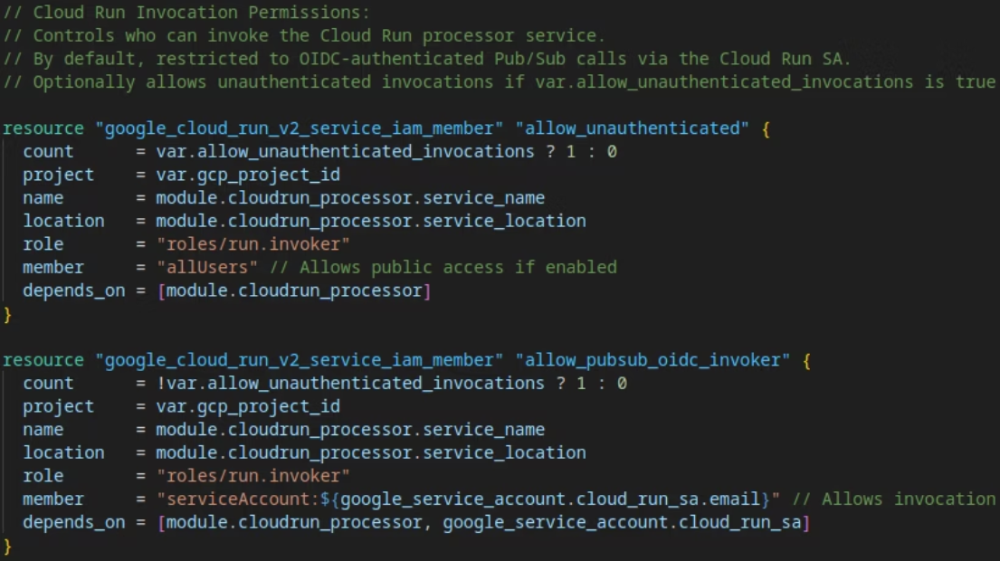 // Cloud Run Invocation Permissions:
// Controls who can invoke the Cloud Run processor service.
// By default, restricted to OIDC-authenticated Pub/Sub calls via the Cloud Run SA.
// Optionally allows unauthenticated invocations if var.allow_unauthenticated_invocations is true
resource "google_cloud_run_v2_service_iam_member" "allow_unauthenticated" {
  count      = var.allow_unauthenticated_invocations ? 1 : 0
  project    = var.gcp_project_id
  name       = module.cloudrun_processor.service_name
  location   = module.cloudrun_processor.service_location
  role       = "roles/run.invoker"
  member     = "allUsers" // Allows public access if enabled
  depends_on = [module.cloudrun_processor]
}
resource "google_cloud_run_v2_service_iam_member" "allow_pubsub_oidc_invoker" {
  count      = !var.allow_unauthenticated_invocations ? 1 : 0
  project    = var.gcp_project_id
  name       = module.cloudrun_processor.service_name
  location   = module.cloudrun_processor.service_location
  role       = "roles/run.invoker"
  member     = "serviceAccount:${google_service_account.cloud_run_sa.email}" // Allows invocation
  depends_on = [module.cloudrun_processor, google_service_account.cloud_run_sa]
}